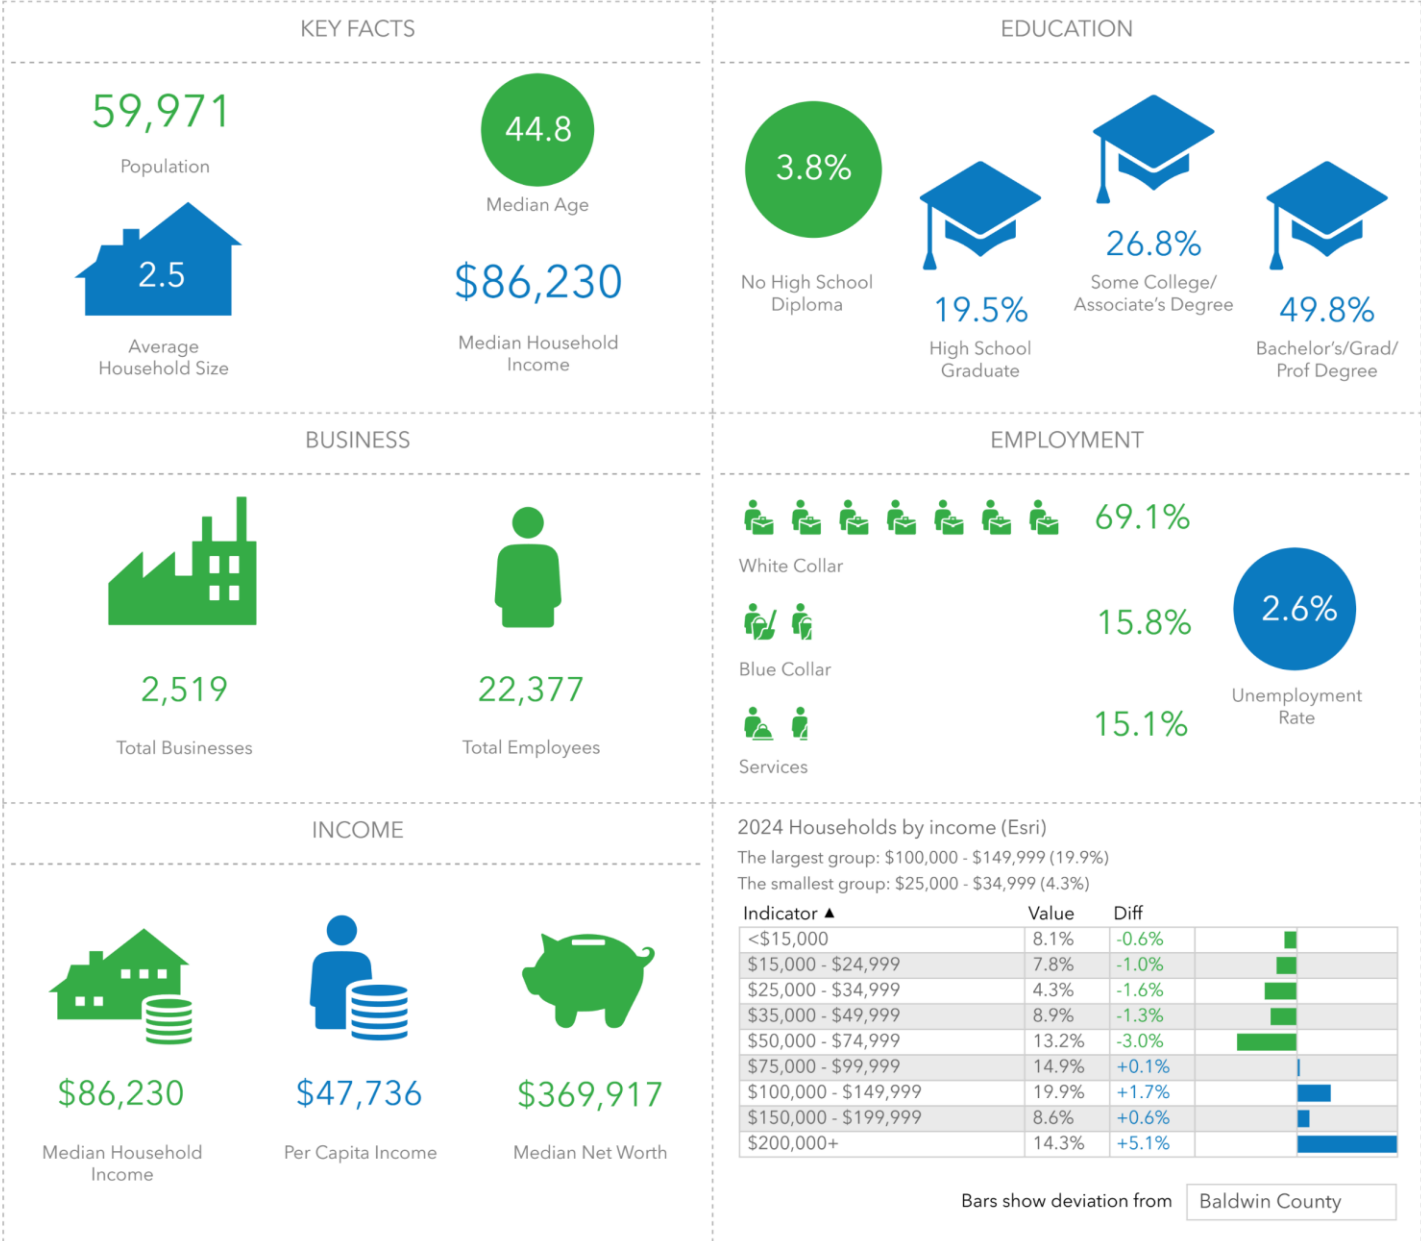 KEY FACTS
59,971
Population
44.8
Median Age
2.5
Average
Household Size
$86,230
Median Household
Income
EDUCATION
3.8%
No High School
Diploma
19.5%
High School
Graduate
26.8%
Some College/
Associate's Degree
49.8%
Bachelor's/Grad/
Prof Degree
BUSINESS
2,519
Total Businesses
22,377
Total Employees
EMPLOYMENT
69.1%
White Collar
15.8%
Blue Collar
15.1%
Services
2.6%
Unemployment
Rate
INCOME
$86,230
Median Household
Income
$47,736
Per Capita Income
$369,917
Median Net Worth
2024 Households by income (Esri)
The largest group: $100,000 - $149,999 (19.9%)
The smallest group: $25,000 - $34,999 (4.3%)
Indicator ▲ Value Diff
<$15,000 8.1% -0.6%
$15,000 - $24,999 7.8% -1.0%
$25,000 - $34,999 4.3% -1.6%
$35,000 - $49,999 8.9% -1.3%
$50,000 - $74,999 13.2% -3.0%
$75,000 - $99,999 14.9% +0.1%
$100,000 - $149,999 19.9% +1.7%
$150,000 - $199,999 8.6% +0.6%
$200,000+ 14.3% +5.1%
Bars show deviation from Baldwin County